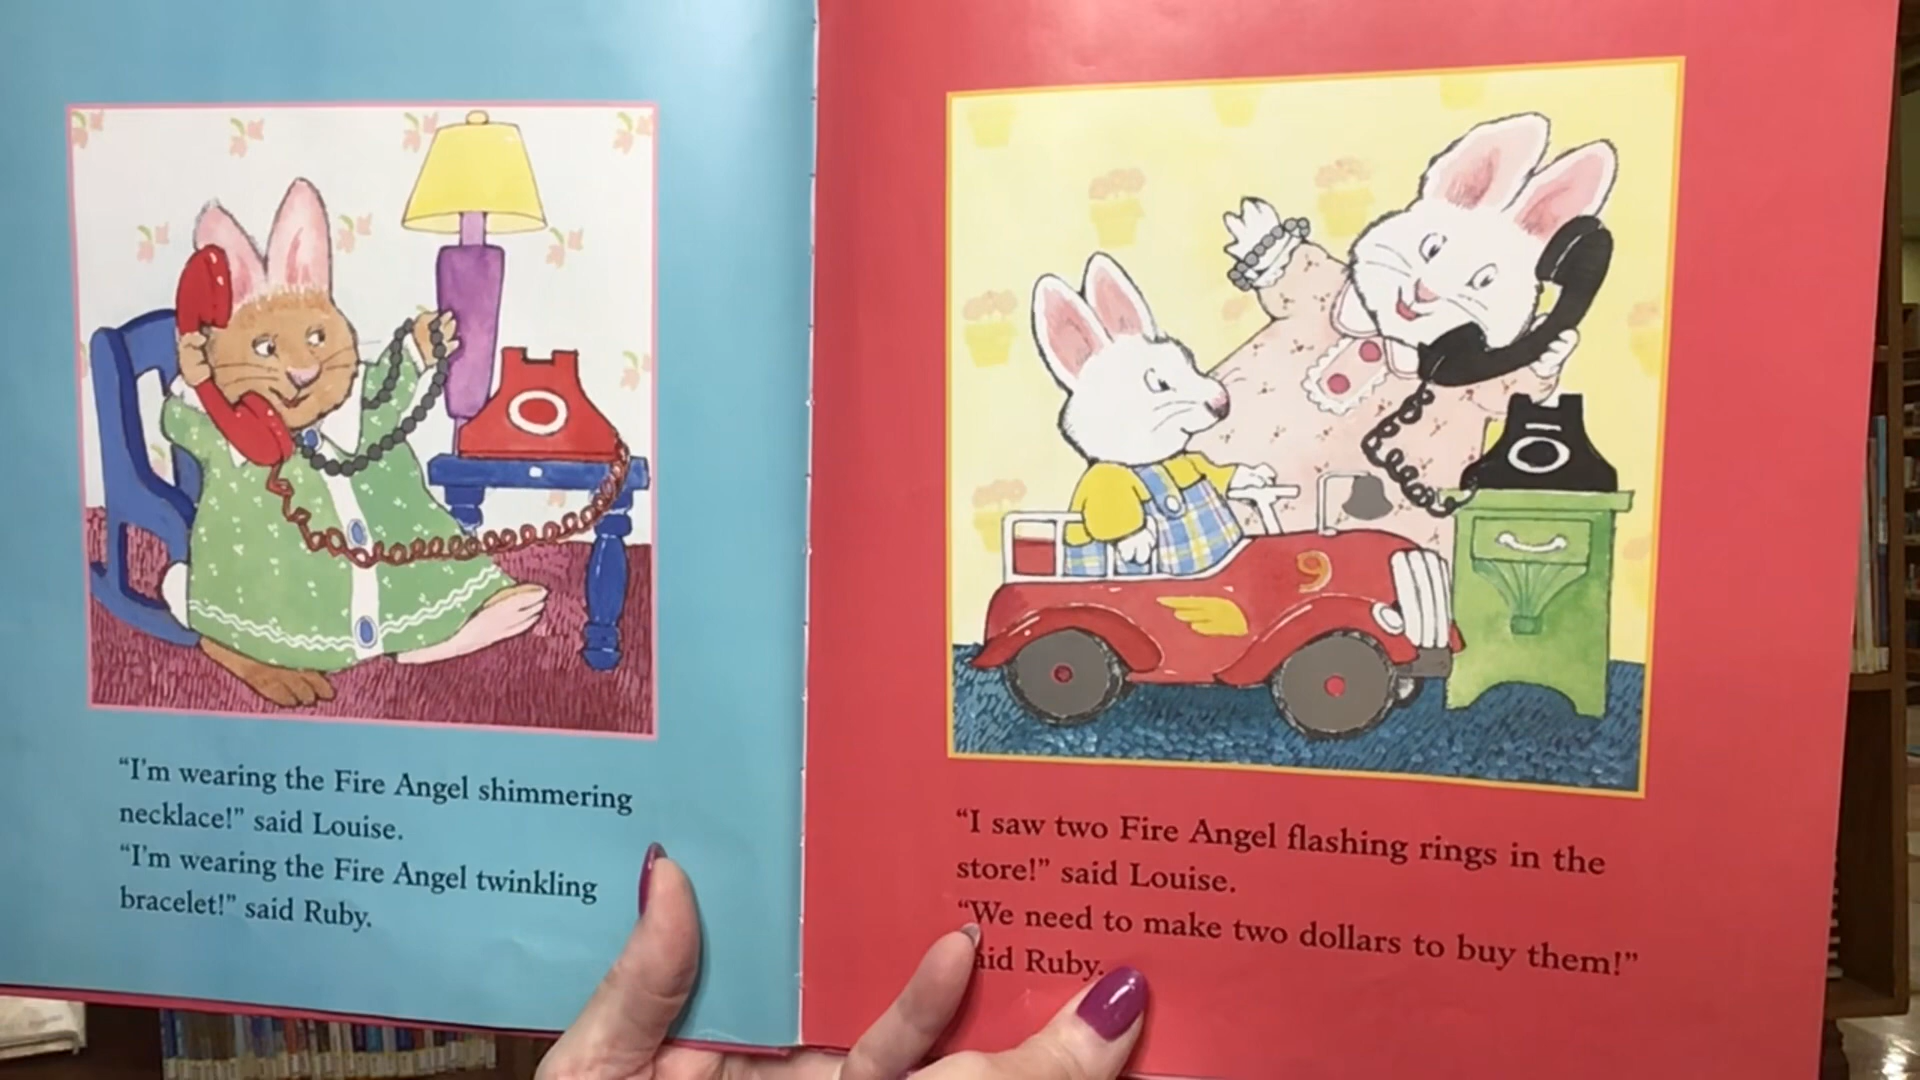 “I'm wearing the Fire Angel shimmering
necklace!” said Louise.
“I'm wearing the Fire Angel twinkling
bracelet!” said Ruby.
9
“I saw two Fire Angel flashing rings in the
store!” said Louise.
“We need to make two dollars to buy them!”
Ruby.